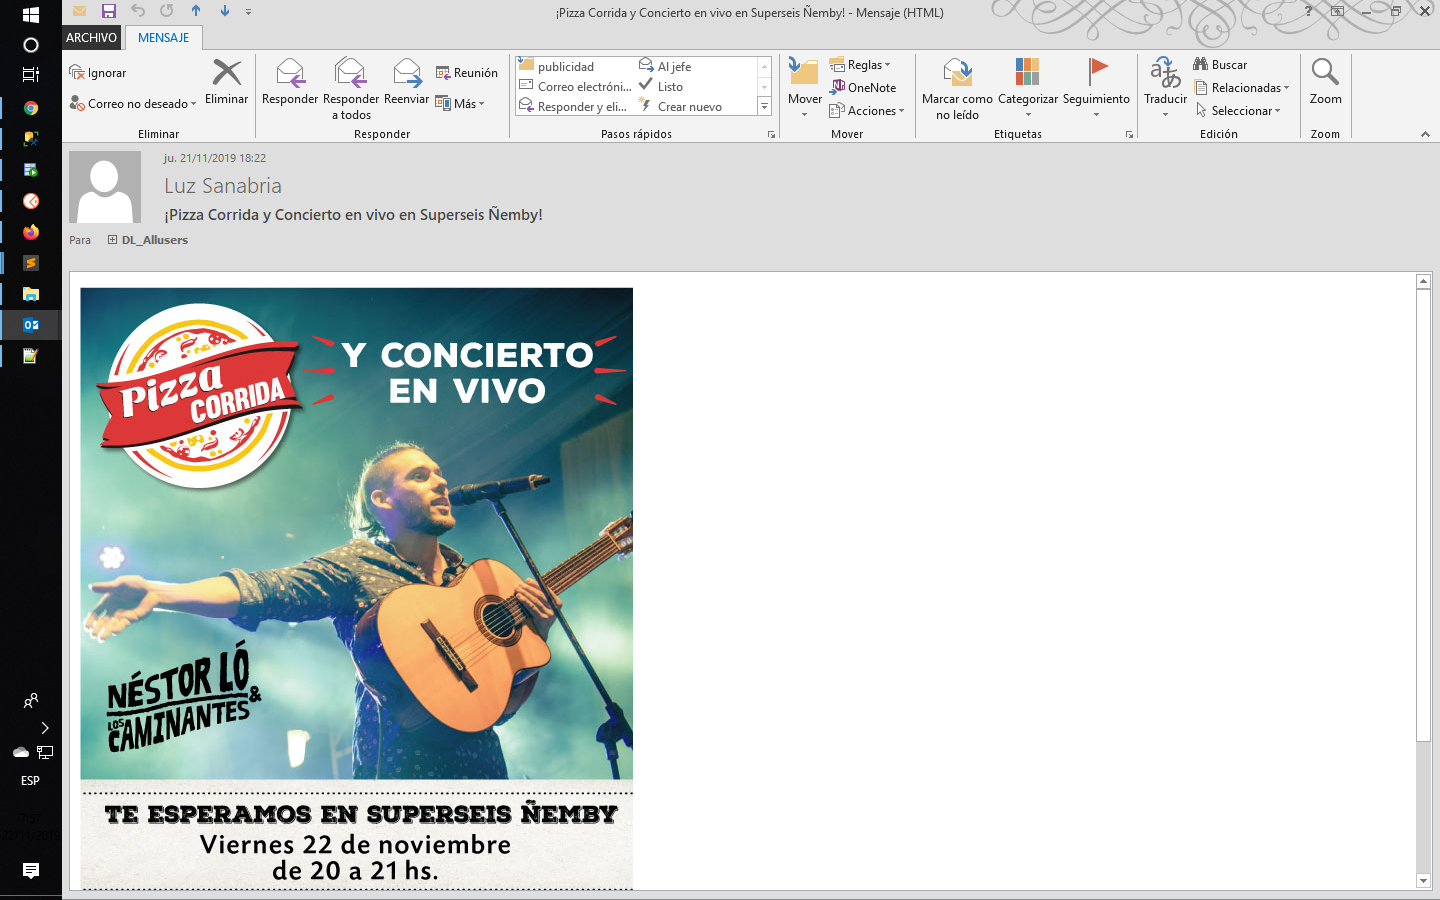 ¡Pizza Corrida y Concierto en vivo en Superseis Ñemby! - Mensaje (HTML)
?
ARCHIVO
MENSAJE
Ignorar
Correo no deseado
Eliminar
Eliminar
Responder
Responder a todos
Reenviar
Reunión
Más
Responder
publicidad
Correo electróni...
Responder y eli...
Al jefe
Listo
Crear nuevo
Pasos rápidos
Mover
Reglas
OneNote
Acciones
Mover
Marcar como no leído
Categorizar
Seguimiento
Etiquetas
Traducir
Buscar
Relacionadas
Seleccionar
Edición
Zoom
Zoom
ju. 21/11/2019 18:22
Luz Sanabria
¡Pizza Corrida y Concierto en vivo en Superseis Ñemby!
Para
DL_Allusers
Pizza
CORRIDA
Y CONCIERTO
EN VIVO
NÉSTOR LÓ
&
LOS CAMINANTES
TE ESPERAMOS EN SUPERSEIS ÑEMBY
Viernes 22 de noviembre
de 20 a 21 hs.
ESP